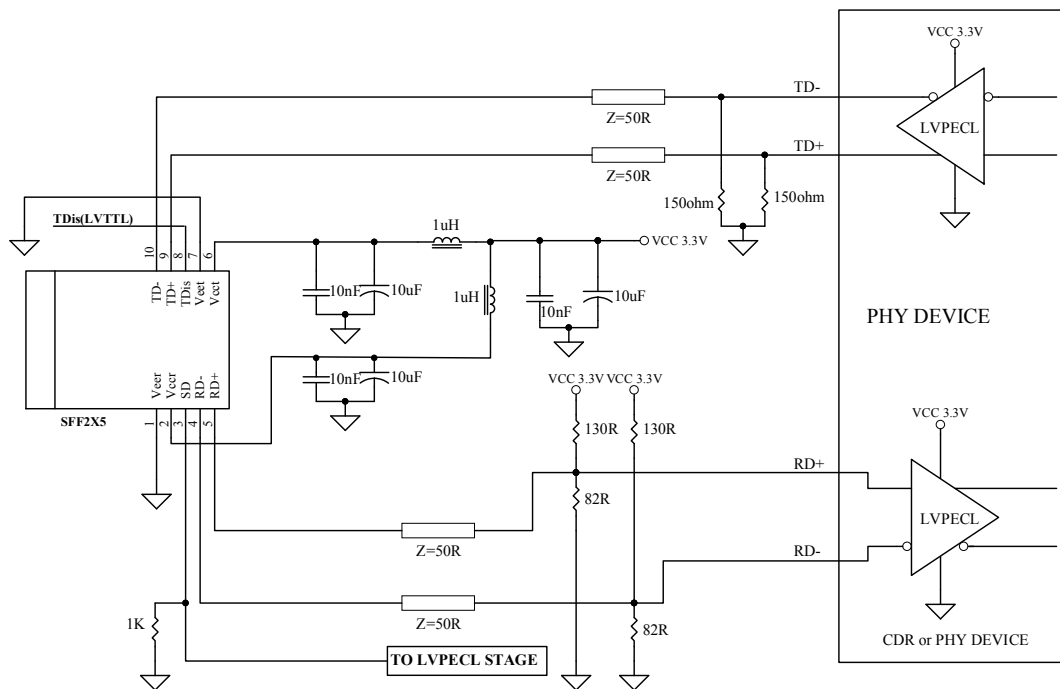 VCC 3.3V
TD-
Z=50R
LVPECL
TD+
Z=50R
150ohm
150ohm
TDis(LVTTL)
1uH
VCC 3.3V
10
9
8
7
6
TD-
TD+
TDis
Veet
Vcct
10nF
10uF
1uH
10nF
10uF
PHY DEVICE
Veer
Vccr
SD
RD-
RD+
10nF
10uF
SFF2X5
1
2
3
4
5
VCC 3.3V
VCC 3.3V
VCC 3.3V
130R
130R
RD+
82R
LVPECL
Z=50R
RD-
Z=50R
1K
82R
TO LVPECL STAGE
CDR or PHY DEVICE